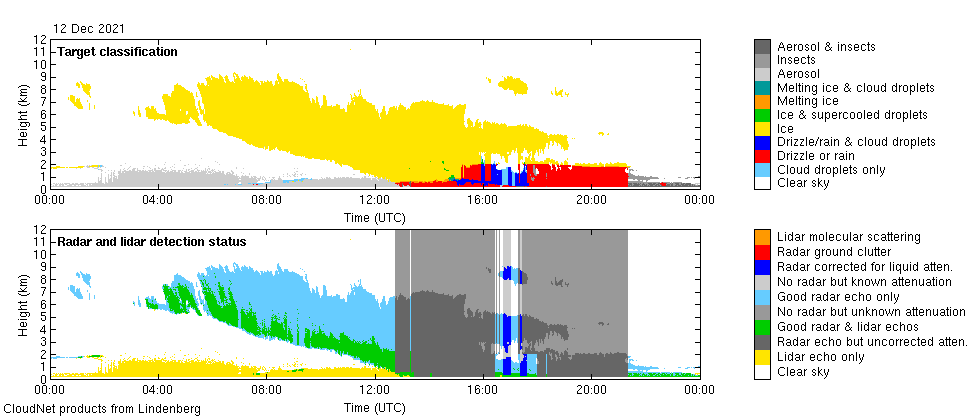 12 Dec 2021
Target classification
12
11
10
9
8
7
6
5
4
3
2
1
0
Height (km)
00:00 04:00 08:00 12:00 16:00 20:00 00:00
Time (UTC)
Aerosol & insects
Insects
Aerosol
Melting ice & cloud droplets
Melting ice
Ice & supercooled droplets
Ice
Drizzle/rain & cloud droplets
Drizzle or rain
Cloud droplets only
Clear sky
Radar and lidar detection status
12
11
10
9
8
7
6
5
4
3
2
1
0
Height (km)
00:00 04:00 08:00 12:00 16:00 20:00 00:00
Time (UTC)
Lidar molecular scattering
Radar ground clutter
Radar corrected for liquid atten.
No radar but known attenuation
Good radar echo only
No radar but unknown attenuation
Good radar & lidar echos
Radar echo but uncorrected atten.
Lidar echo only
Clear sky
CloudNet products from Lindenberg